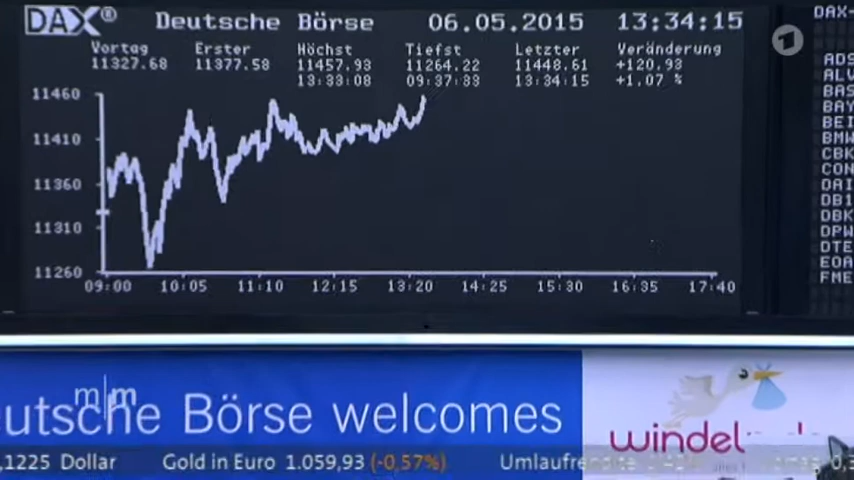 DAX® Deutsche Börse 06.05.2015 13:34:15
Vortag Erster Höchst Tiefst Letzter Veränderung
11327.68 11377.58 11457.93 11264.22 11448.61 +120.93
13:33:08 09:37:33 13:34:15 +1.07 %
11460
11410
11360
11310
11260
09:00 10:05 11:10 12:15 13:20 14:25 15:30 16:35 17:40
DAX-
ADS
ALV
BAS
BAY
BEI
BMW
CBK
CON
DAI
DB1
DBK
DPW
DTE
EOA
FME
1
m|m
eutsche Börse welcomes
windel
,1225 Dollar Gold in Euro 1.059,93 (-0,57%) Umlaufrendite